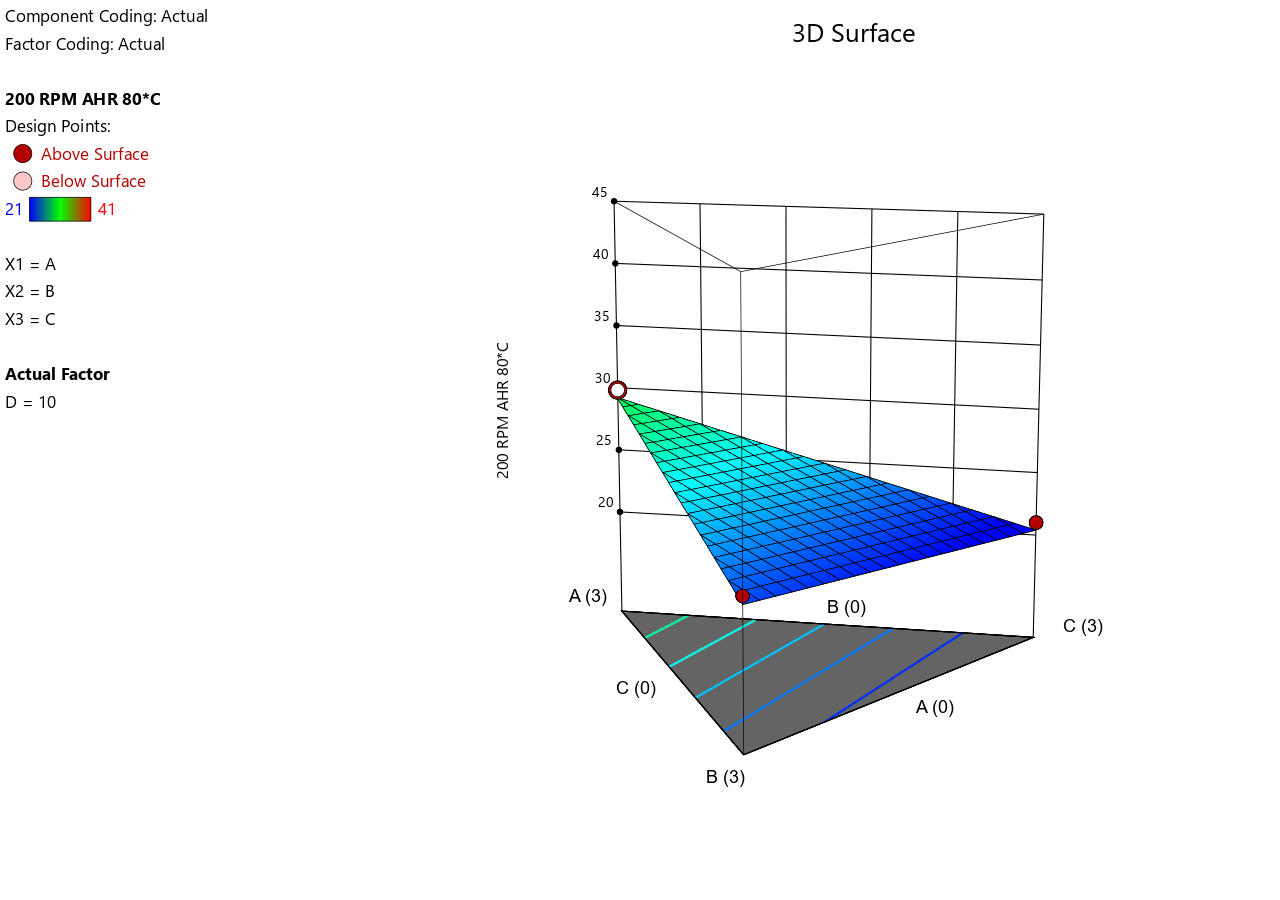 Component Coding: Actual
Factor Coding: Actual
200 RPM AHR 80*C
Design Points:
Above Surface
Below Surface
21 41
X1 = A
X2 = B
X3 = C
Actual Factor
D = 10
3D Surface
45
40
35
30
25
20
200 RPM AHR 80*C
A (3)
B (0)
C (3)
C (0)
A (0)
B (3)